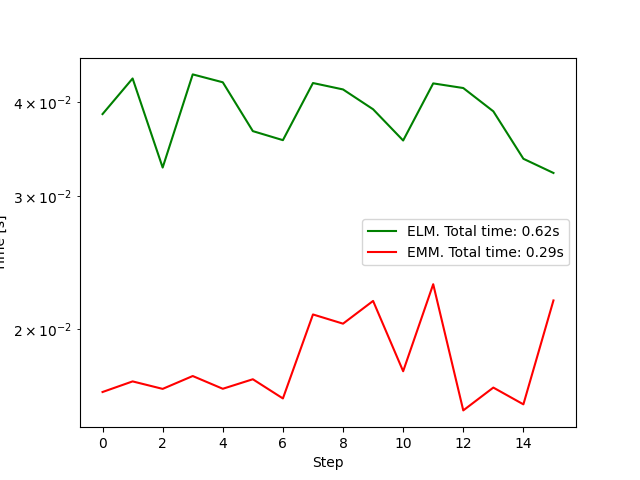 4 × 10⁻²
3 × 10⁻²
2 × 10⁻²
Time [s]
ELM. Total time: 0.62s
EMM. Total time: 0.29s
0 2 4 6 8 10 12 14
Step